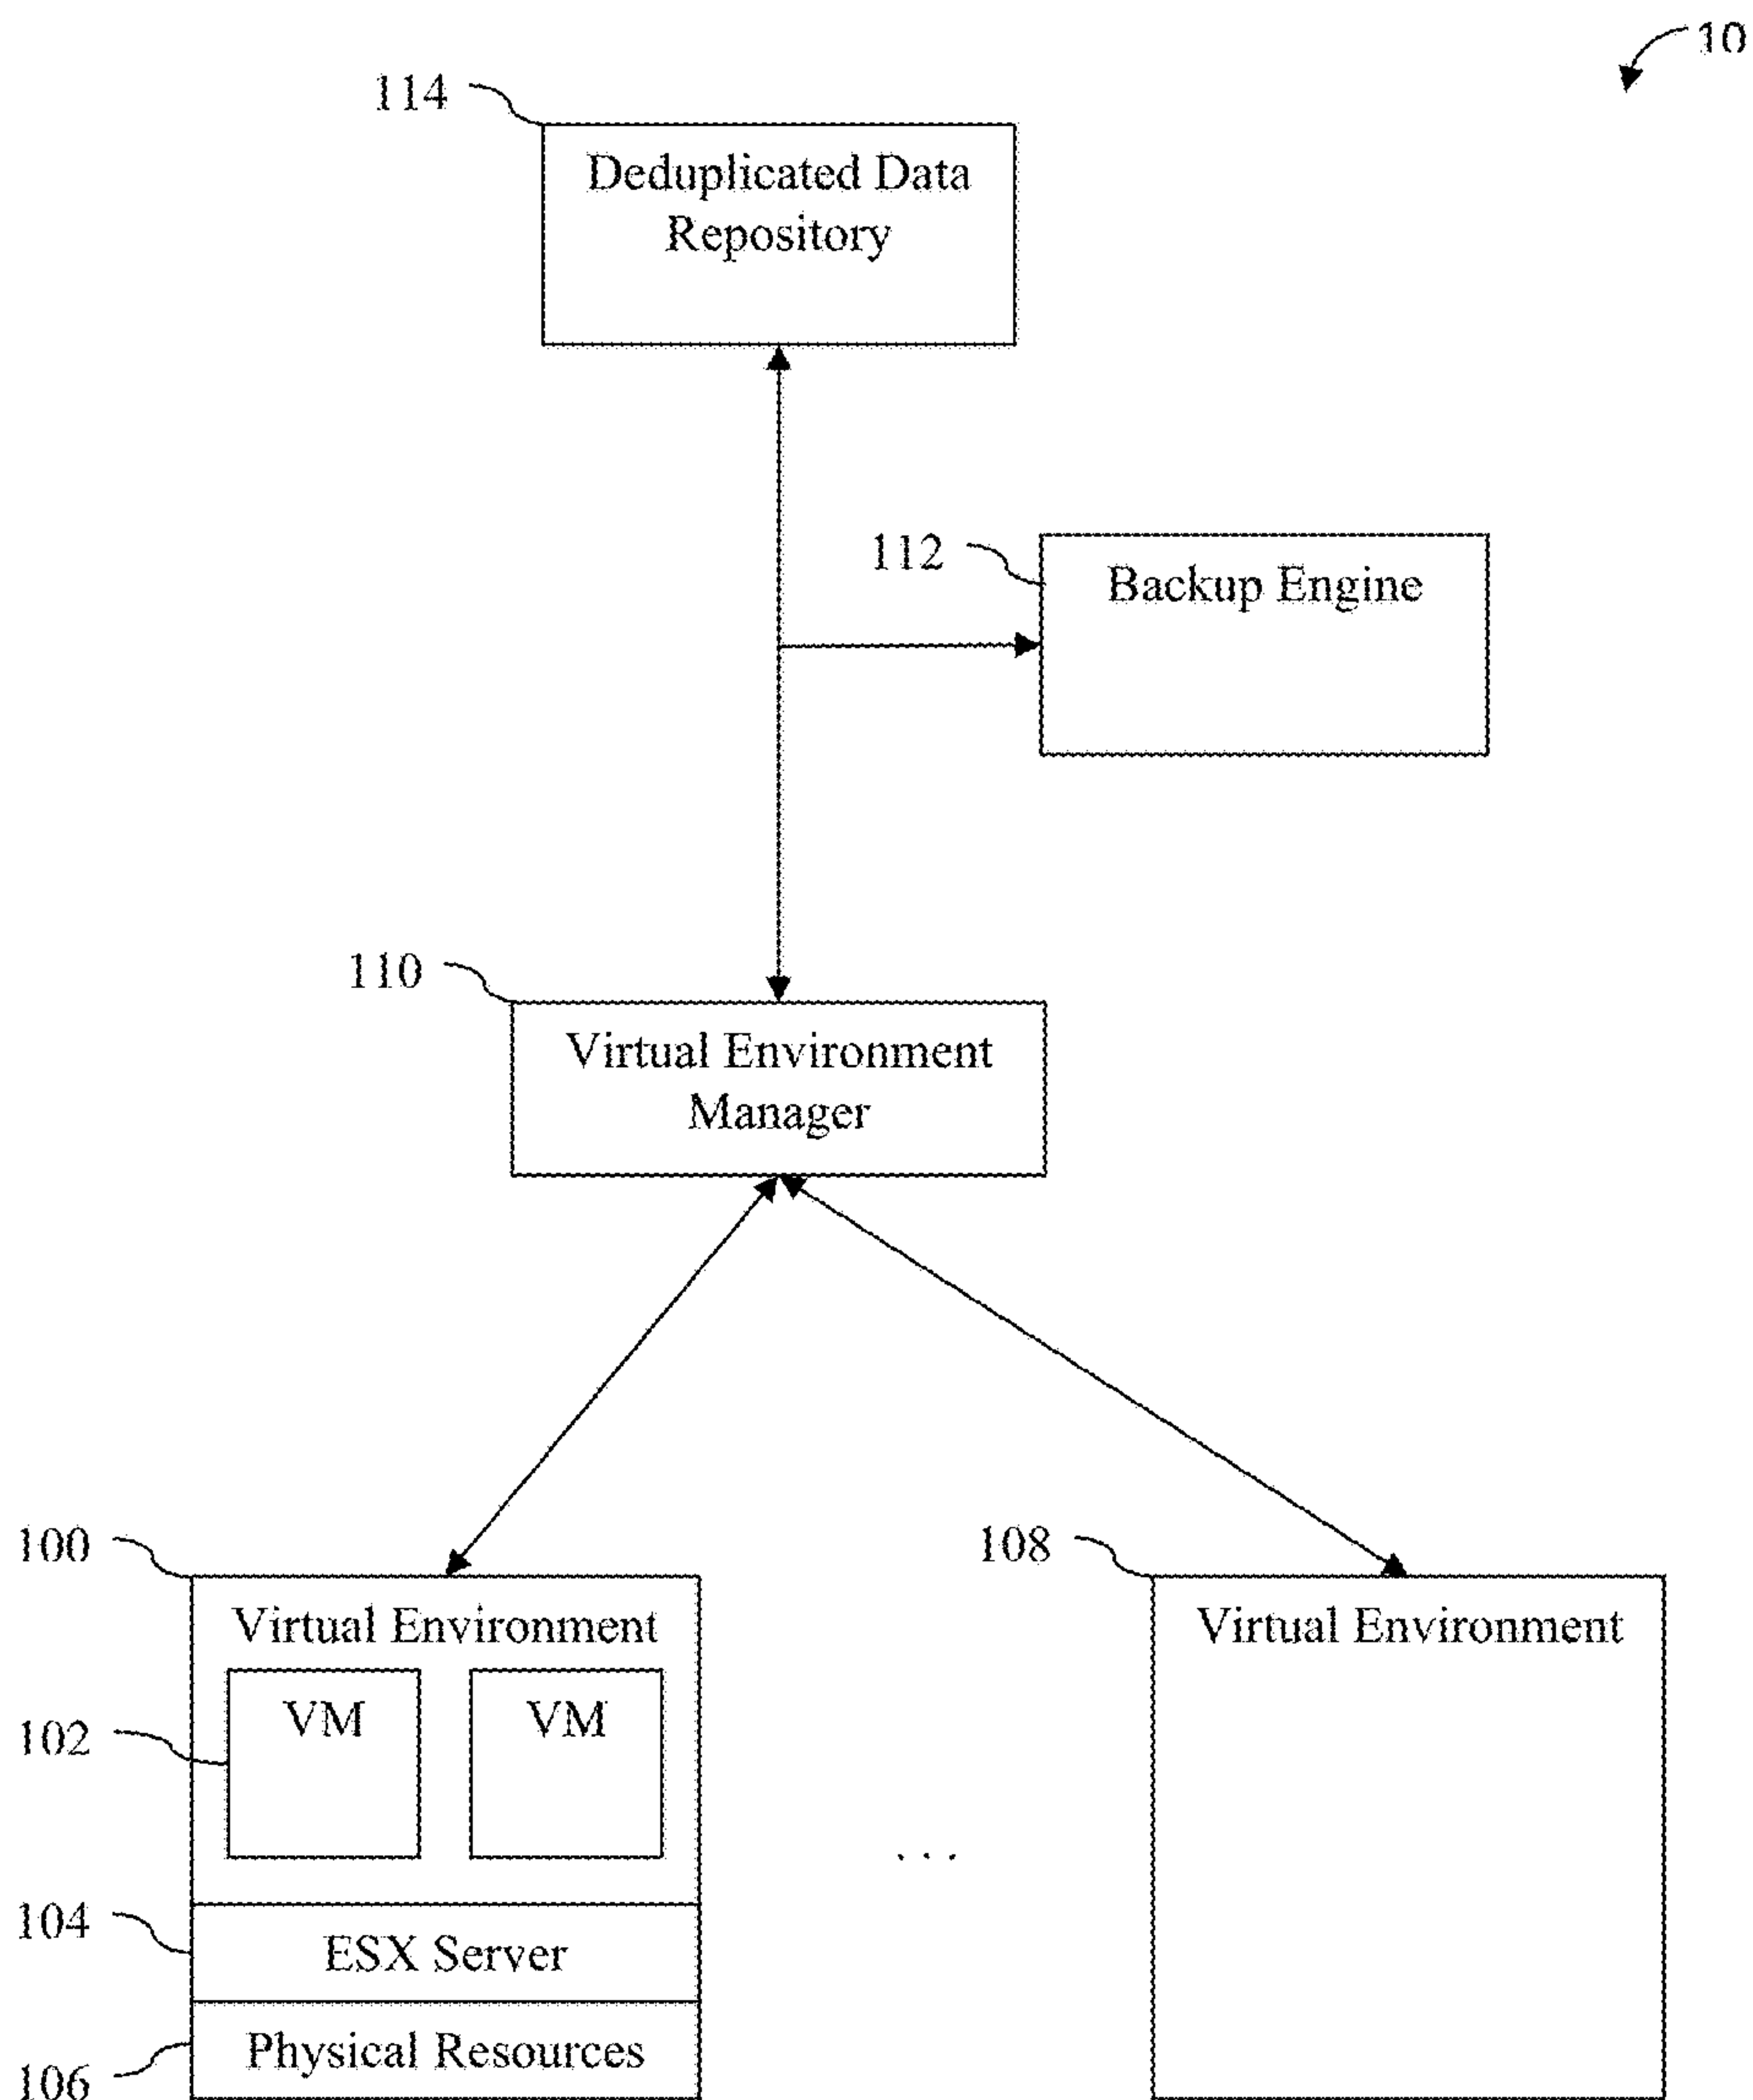 10
114
Deduplicated Data
Repository
112
Backup Engine
110
Virtual Environment
Manager
100
Virtual Environment
102
VM
VM
104
ESX Server
106
Physical Resources
. . .
108
Virtual Environment